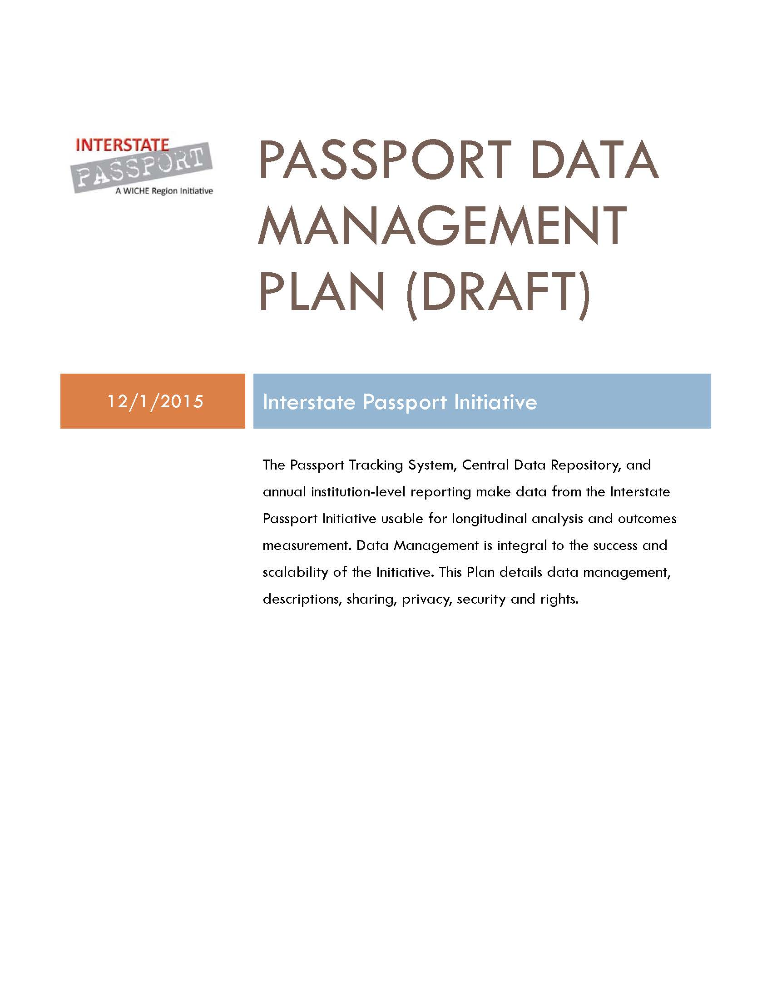 INTERSTATE
PASSPORT
A WICHE Region Initiative
PASSPORT DATA
MANAGEMENT
PLAN (DRAFT)
12/1/2015
Interstate Passport Initiative
The Passport Tracking System, Central Data Repository, and
annual institution-level reporting make data from the Interstate
Passport Initiative usable for longitudinal analysis and outcomes
measurement. Data Management is integral to the success and
scalability of the Initiative. This Plan details data management,
descriptions, sharing, privacy, security and rights.